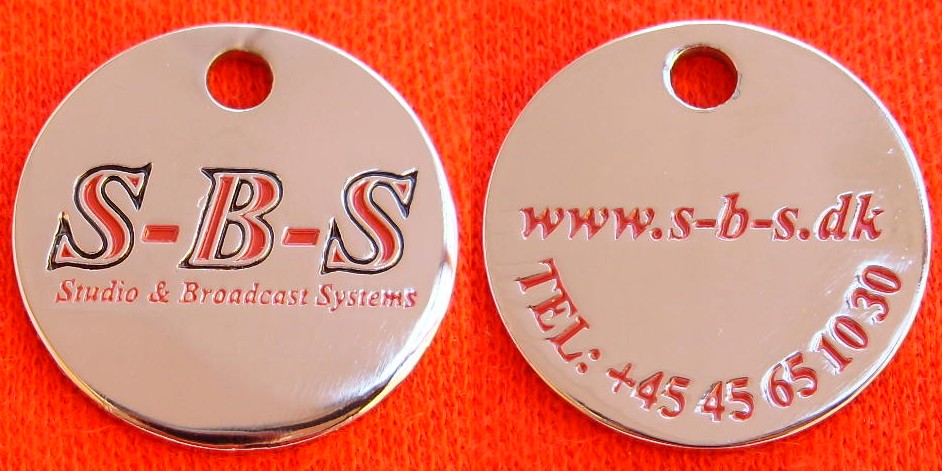 S-B-S
Studio & Broadcast Systems
www.s-b-s.dk
TEL: +45 45 65 10 30